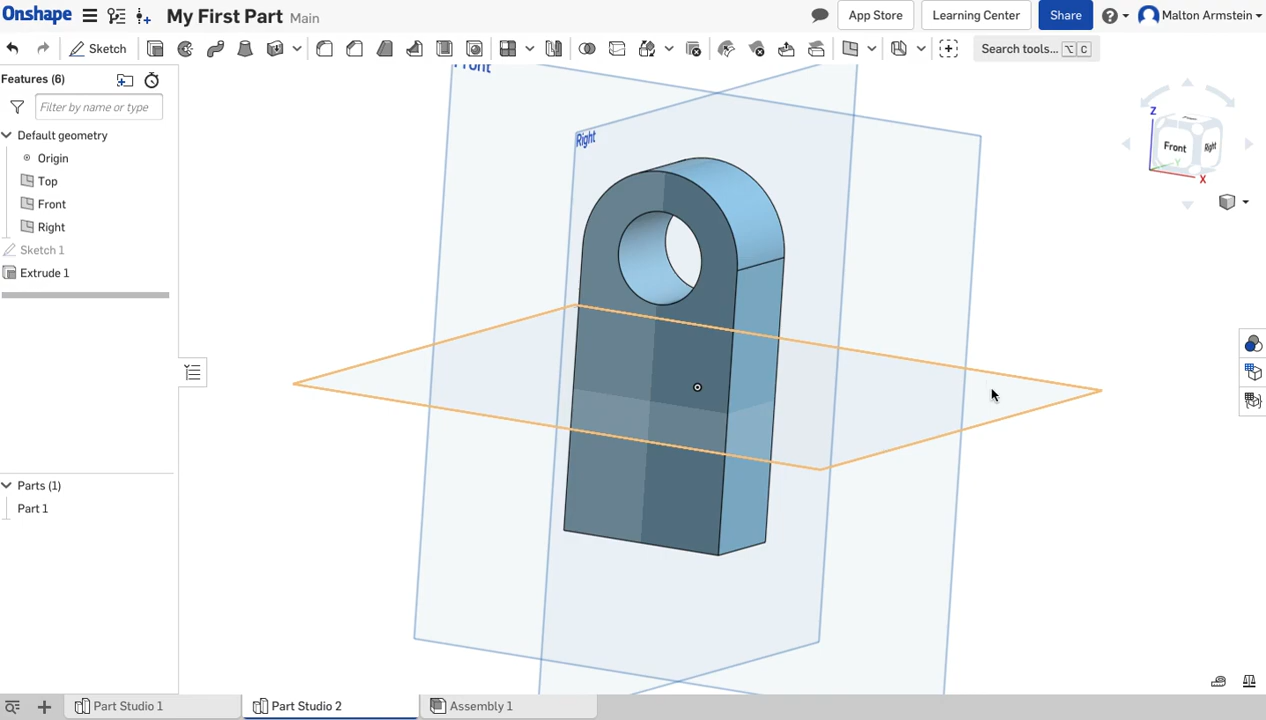 Onshape My First Part Main App Store Learning Center Share Malton Armstein
Sketch Search tools... ⌥ C
Features (6)
Filter by name or type
Default geometry
Origin
Top
Front
Right
Sketch 1
Extrude 1
Parts (1)
Part 1
Front
Right
Z
Front
Right
Y
X
Part Studio 1 Part Studio 2 Assembly 1